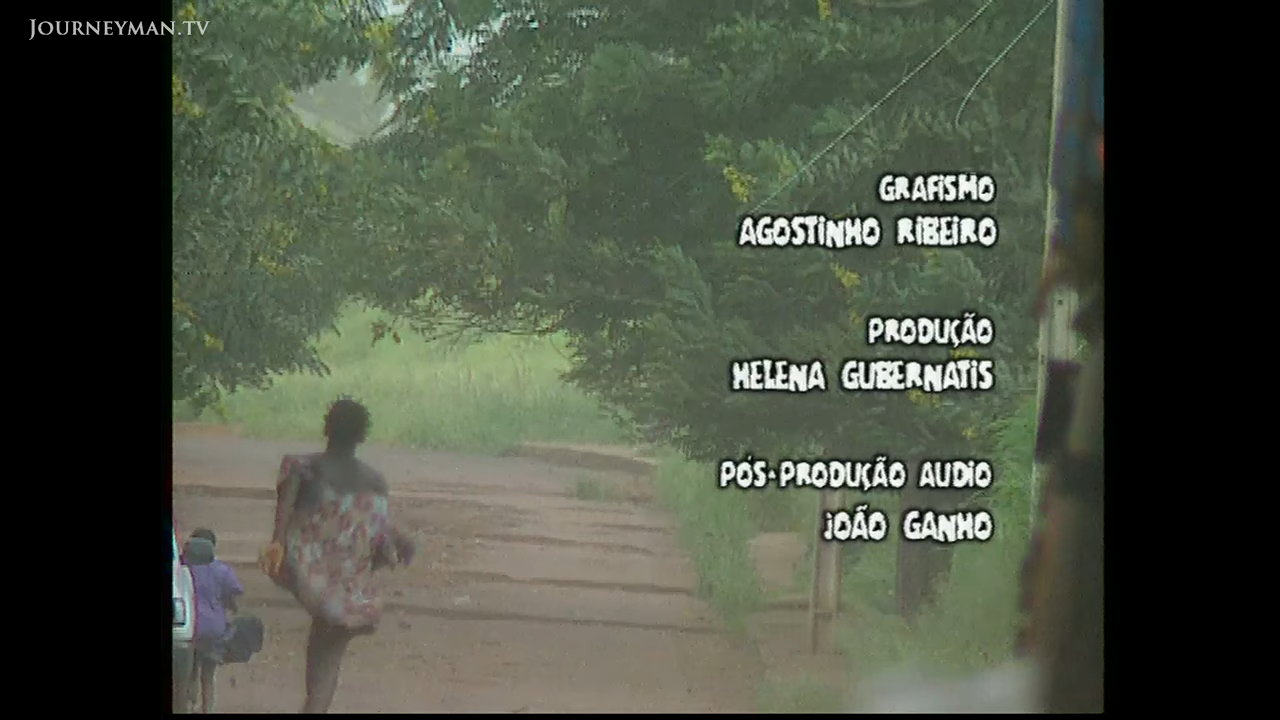 JOURNEYMAN.TV
GRAFISMO
AGOSTINHO RIBEIRO
PRODUÇÃO
HELENA GUBERNATIS
PÓS-PRODUÇÃO AUDIO
JOÃO GANHO